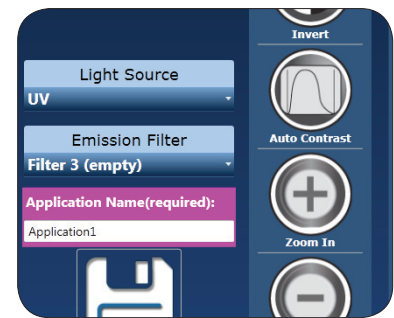 Light Source
UV
Emission Filter
Filter 3 (empty)
Application Name(required):
Application1
Invert
Auto Contrast
Zoom In